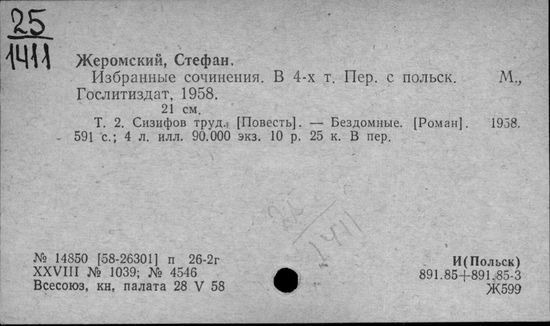 25
1411
Жеромский, Стефан.
Избранные сочинения. В 4-х т. Пер. с польск. М.,
Гослитиздат, 1958.
21 см.
Т. 2. Сизифов труд. [Повесть]. — Бездомные. [Роман]. 1958.
591 с.; 4 л. илл. 90.000 экз. 10 р. 25 к. В пер.
25
1411
№ 14850 [58-26301] п 26-2г
XXVIII № 1039; № 4546
Всесоюз. кн. палата 28 V 58
И(Польск)
891.85+891.85-3
Ж599